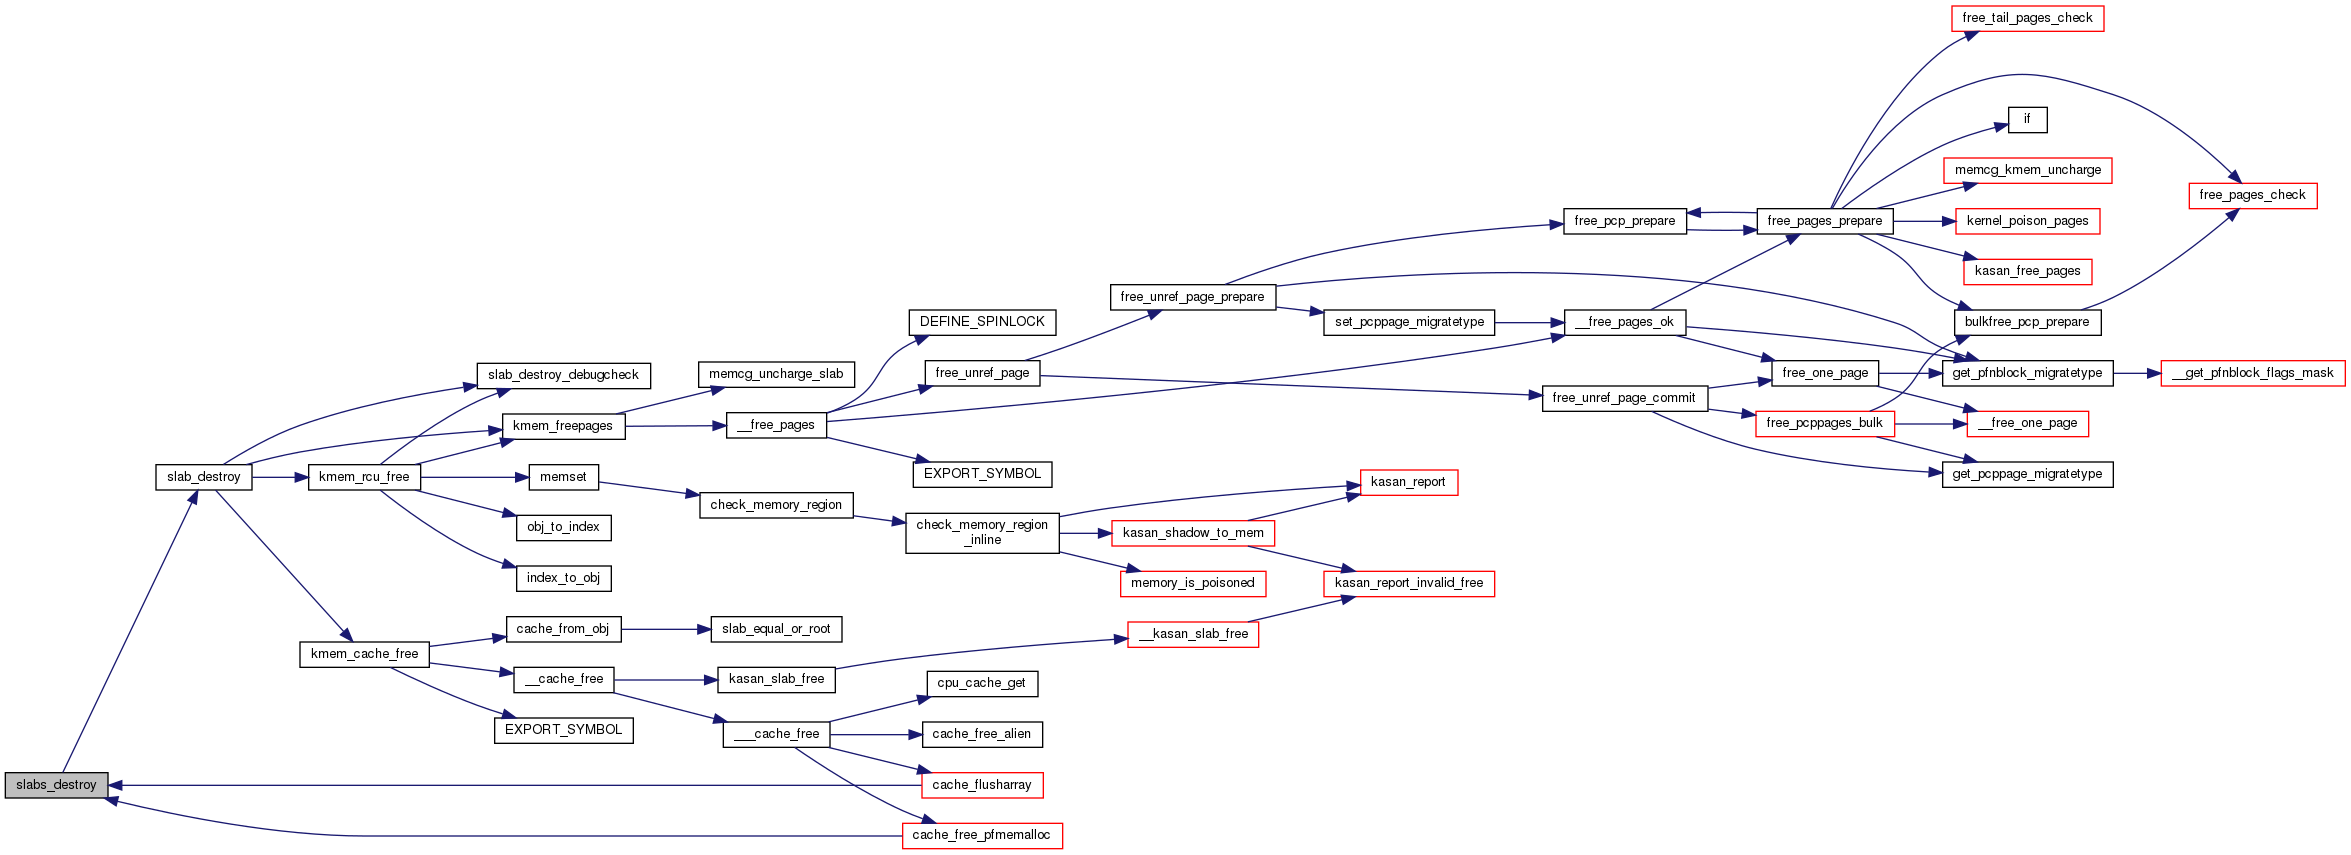 free_tail_pages_check
if
memcg_kmem_uncharge
free_pages_check
free_pcp_prepare
free_pages_prepare
kernel_poison_pages
kasan_free_pages
free_unref_page_prepare
DEFINE_SPINLOCK
set_pcppage_migratetype
__free_pages_ok
bulkfree_pcp_prepare
slab_destroy_debugcheck
memcg_uncharge_slab
free_unref_page
free_one_page
get_pfnblock_migratetype
__get_pfnblock_flags_mask
free_unref_page_commit
kmem_freepages
__free_pages
free_pcppages_bulk
__free_one_page
slab_destroy
kmem_rcu_free
memset
EXPORT_SYMBOL
get_pcppage_migratetype
kasan_report
check_memory_region
obj_to_index
check_memory_region
_inline
kasan_shadow_to_mem
index_to_obj
memory_is_poisoned
kasan_report_invalid_free
cache_from_obj
slab_equal_or_root
__kasan_slab_free
kmem_cache_free
__cache_free
kasan_slab_free
cpu_cache_get
EXPORT_SYMBOL
___cache_free
cache_free_alien
slabs_destroy
cache_flusharray
cache_free_pfmemalloc